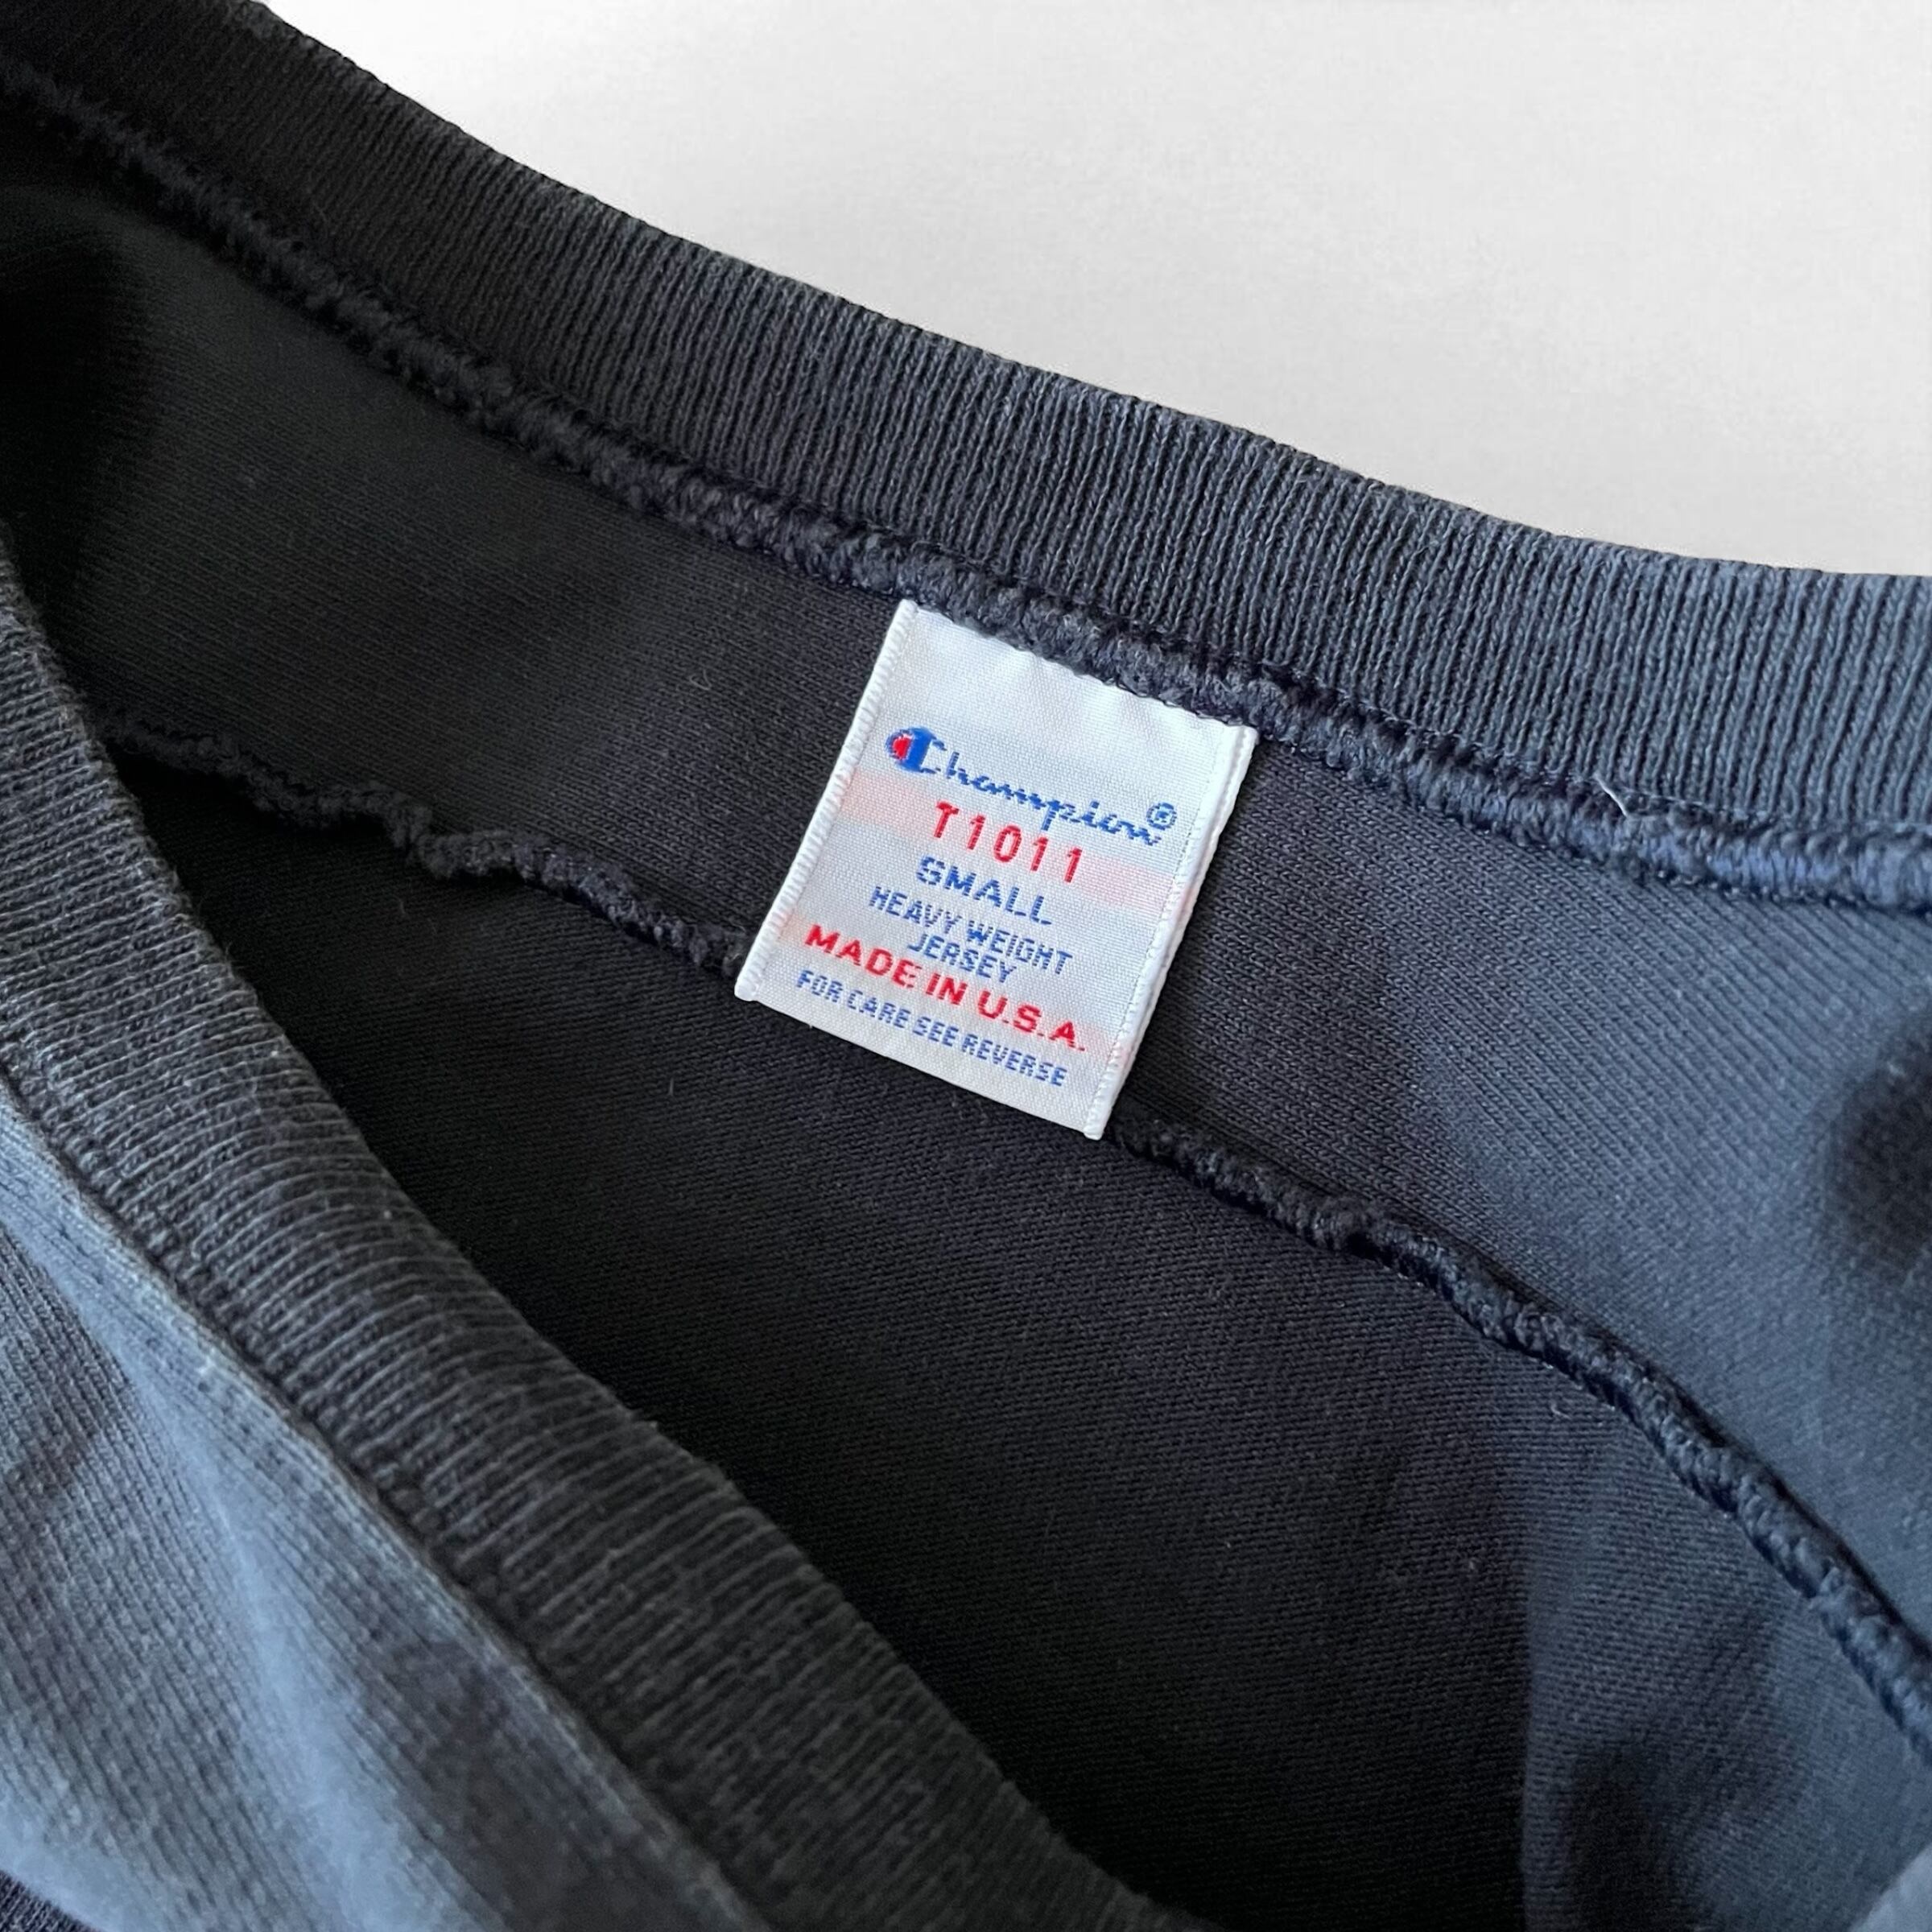 Champion®
T1011
SMALL
HEAVY WEIGHT
JERSEY
MADE IN U.S.A.
FOR CARE SEE REVERSE